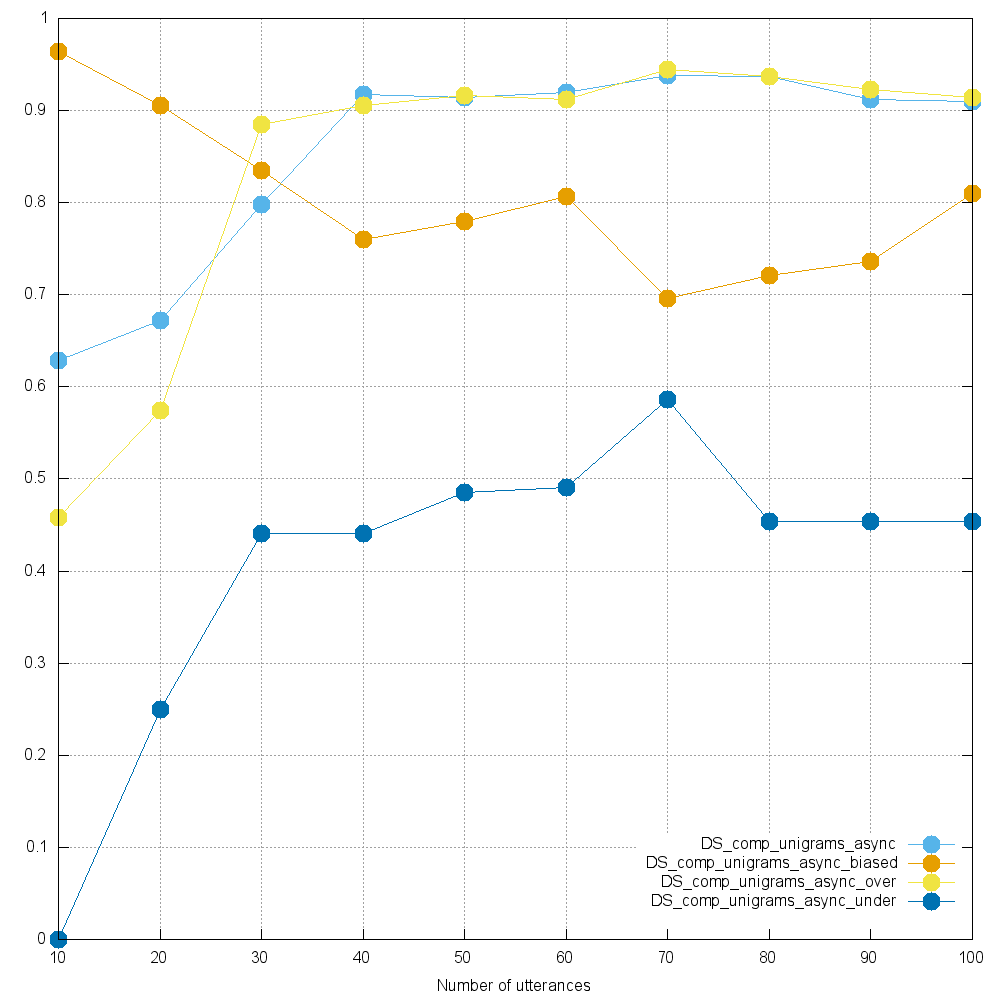 1
0.9
0.8
0.7
0.6
0.5
0.4
0.3
0.2
0.1
0
DS_comp_unigrams_async
DS_comp_unigrams_async_biased
DS_comp_unigrams_async_over
DS_comp_unigrams_async_under
10 20 30 40 50 60 70 80 90 100
Number of utterances